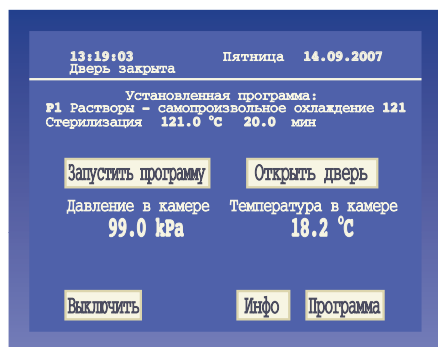 13:19:03 Пятница 14.09.2007
Дверь закрыта
Установленная программа:
P1 Растворы - самопроизвольное охлаждение 121
Стерилизация 121.0 °C 20.0 мин
Запустить программу Открыть дверь
Давление в камере Температура в камере
99.0 kPa 18.2 °C
Выключить Инфо Программа